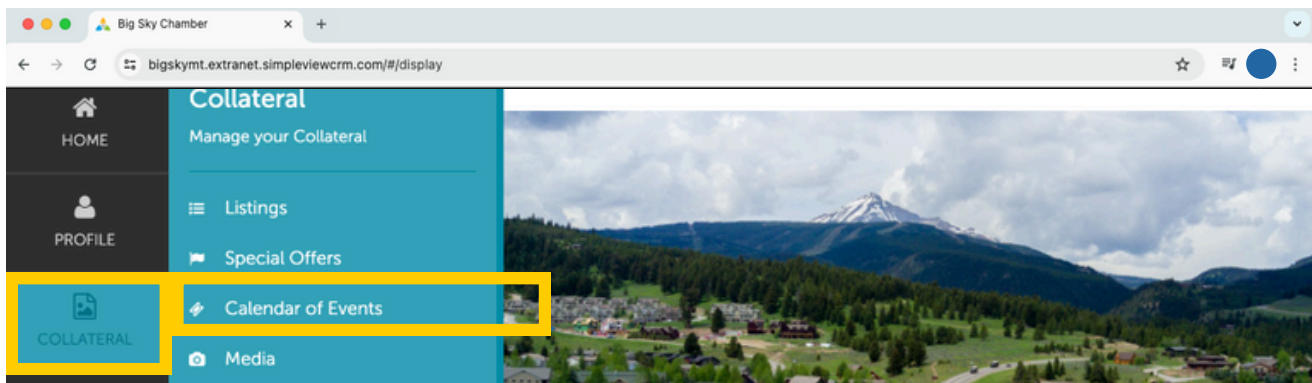 Big Sky Chamber
bigskymt.extranet.simpleviewcrm.com/#/display
HOME
PROFILE
COLLATERAL
Collateral
Manage your Collateral
Listings
Special Offers
Calendar of Events
Media